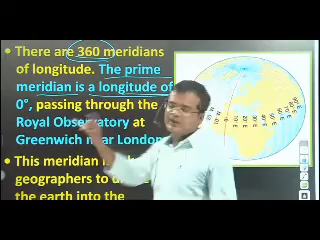 • There are 360 meridians
of longitude. The prime
meridian is a longitude of
0°, passing through the
Royal Observatory at
Greenwich near London
• This meridian is
geographers to
the earth into the